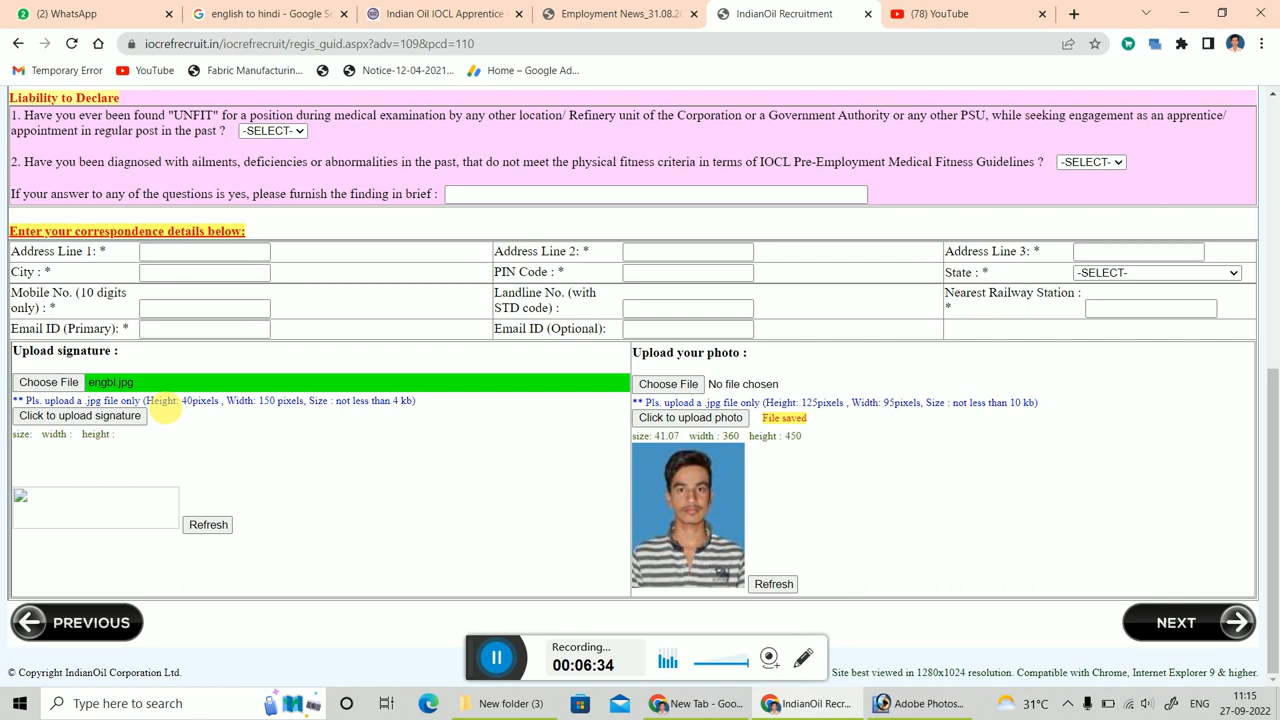 (2) WhatsApp
english to hindi - Google Se
Indian Oil IOCL Apprentice
Employment News_31.08.20
IndianOil Recruitment
(78) YouTube
iocrefrecruit.in/iocrefrecruit/regis_guid.aspx?adv=109&pcd=110
Temporary Error
YouTube
Fabric Manufacturin...
Notice-12-04-2021...
Home – Google Ad...
Liability to Declare
1. Have you ever been found "UNFIT" for a position during medical examination by any other location/ Refinery unit of the Corporation or a Government Authority or any other PSU, while seeking engagement as an apprentice/
appointment in regular post in the past ? -SELECT-
2. Have you been diagnosed with ailments, deficiencies or abnormalities in the past, that do not meet the physical fitness criteria in terms of IOCL Pre-Employment Medical Fitness Guidelines ? -SELECT-
If your answer to any of the questions is yes, please furnish the finding in brief :
Enter your correspondence details below:
Address Line 1: * Address Line 2: * Address Line 3: *
City : * PIN Code : * State : * -SELECT-
Mobile No. (10 digits only) : * Landline No. (with STD code) : Nearest Railway Station : *
Email ID (Primary): * Email ID (Optional):
Upload signature :
Choose File engbl.jpg
** Pls. upload a .jpg file only (Height: 40pixels , Width: 150 pixels, Size : not less than 4 kb)
Click to upload signature
size: width : height :
Refresh
Upload your photo :
Choose File No file chosen
** Pls. upload a .jpg file only (Height: 125pixels , Width: 95pixels, Size : not less than 10 kb)
Click to upload photo File saved
size: 41.07 width : 360 height : 450
Refresh
PREVIOUS
NEXT
Recording...
00:06:34
© Copyright IndianOil Corporation Ltd.
Site best viewed in 1280x1024 resolution. Compatible with Chrome, Internet Explorer 9 & higher.
Type here to search
New folder (3)
New Tab - Goo...
IndianOil Recr...
Adobe Photos...
31°C
ENG
11:15
27-09-2022